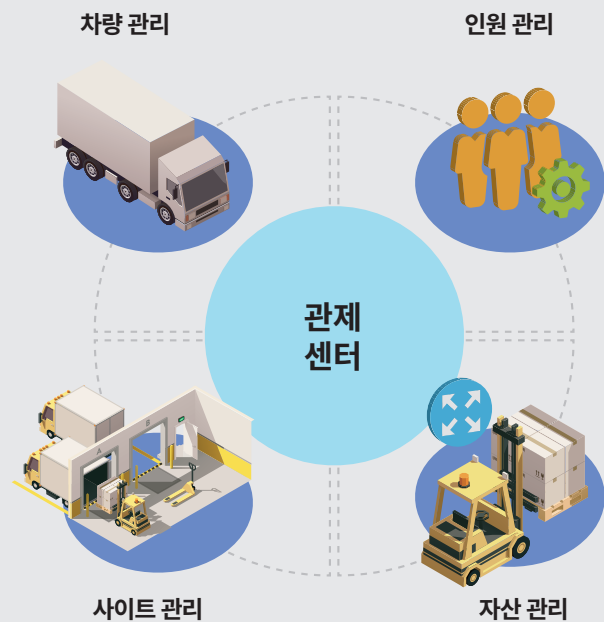 차량 관리
인원 관리
관제
센터
사이트 관리
자산 관리